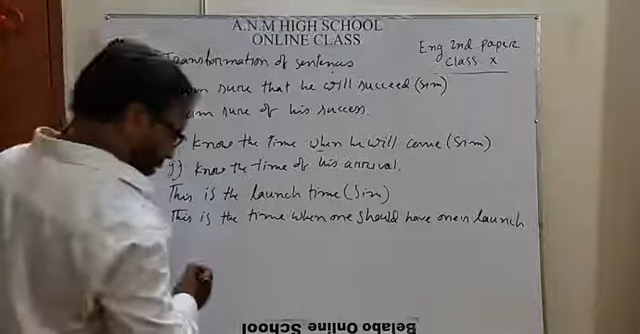 A.N.M HIGH SCHOOL
ONLINE CLASS
Eng 2nd paper
Class X
Transformation of sentences
sure that he will succeed (sim)
sure of his success.
know the time when he will come (Sim)
know the time of his arrival.
This is the launch time (Sim)
This is the time when one should have launch
Belabo Online School